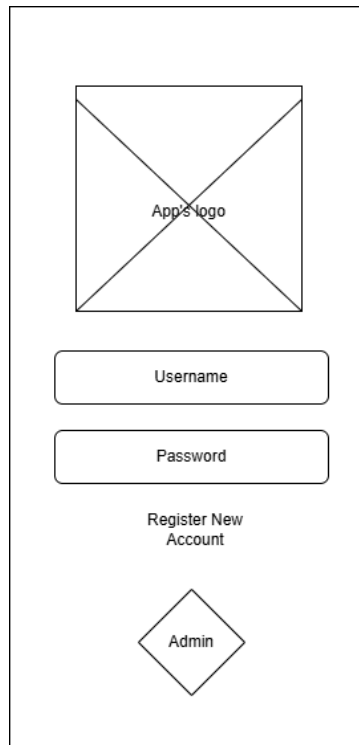 App's logo
Username
Password
Register New
Account
Admin